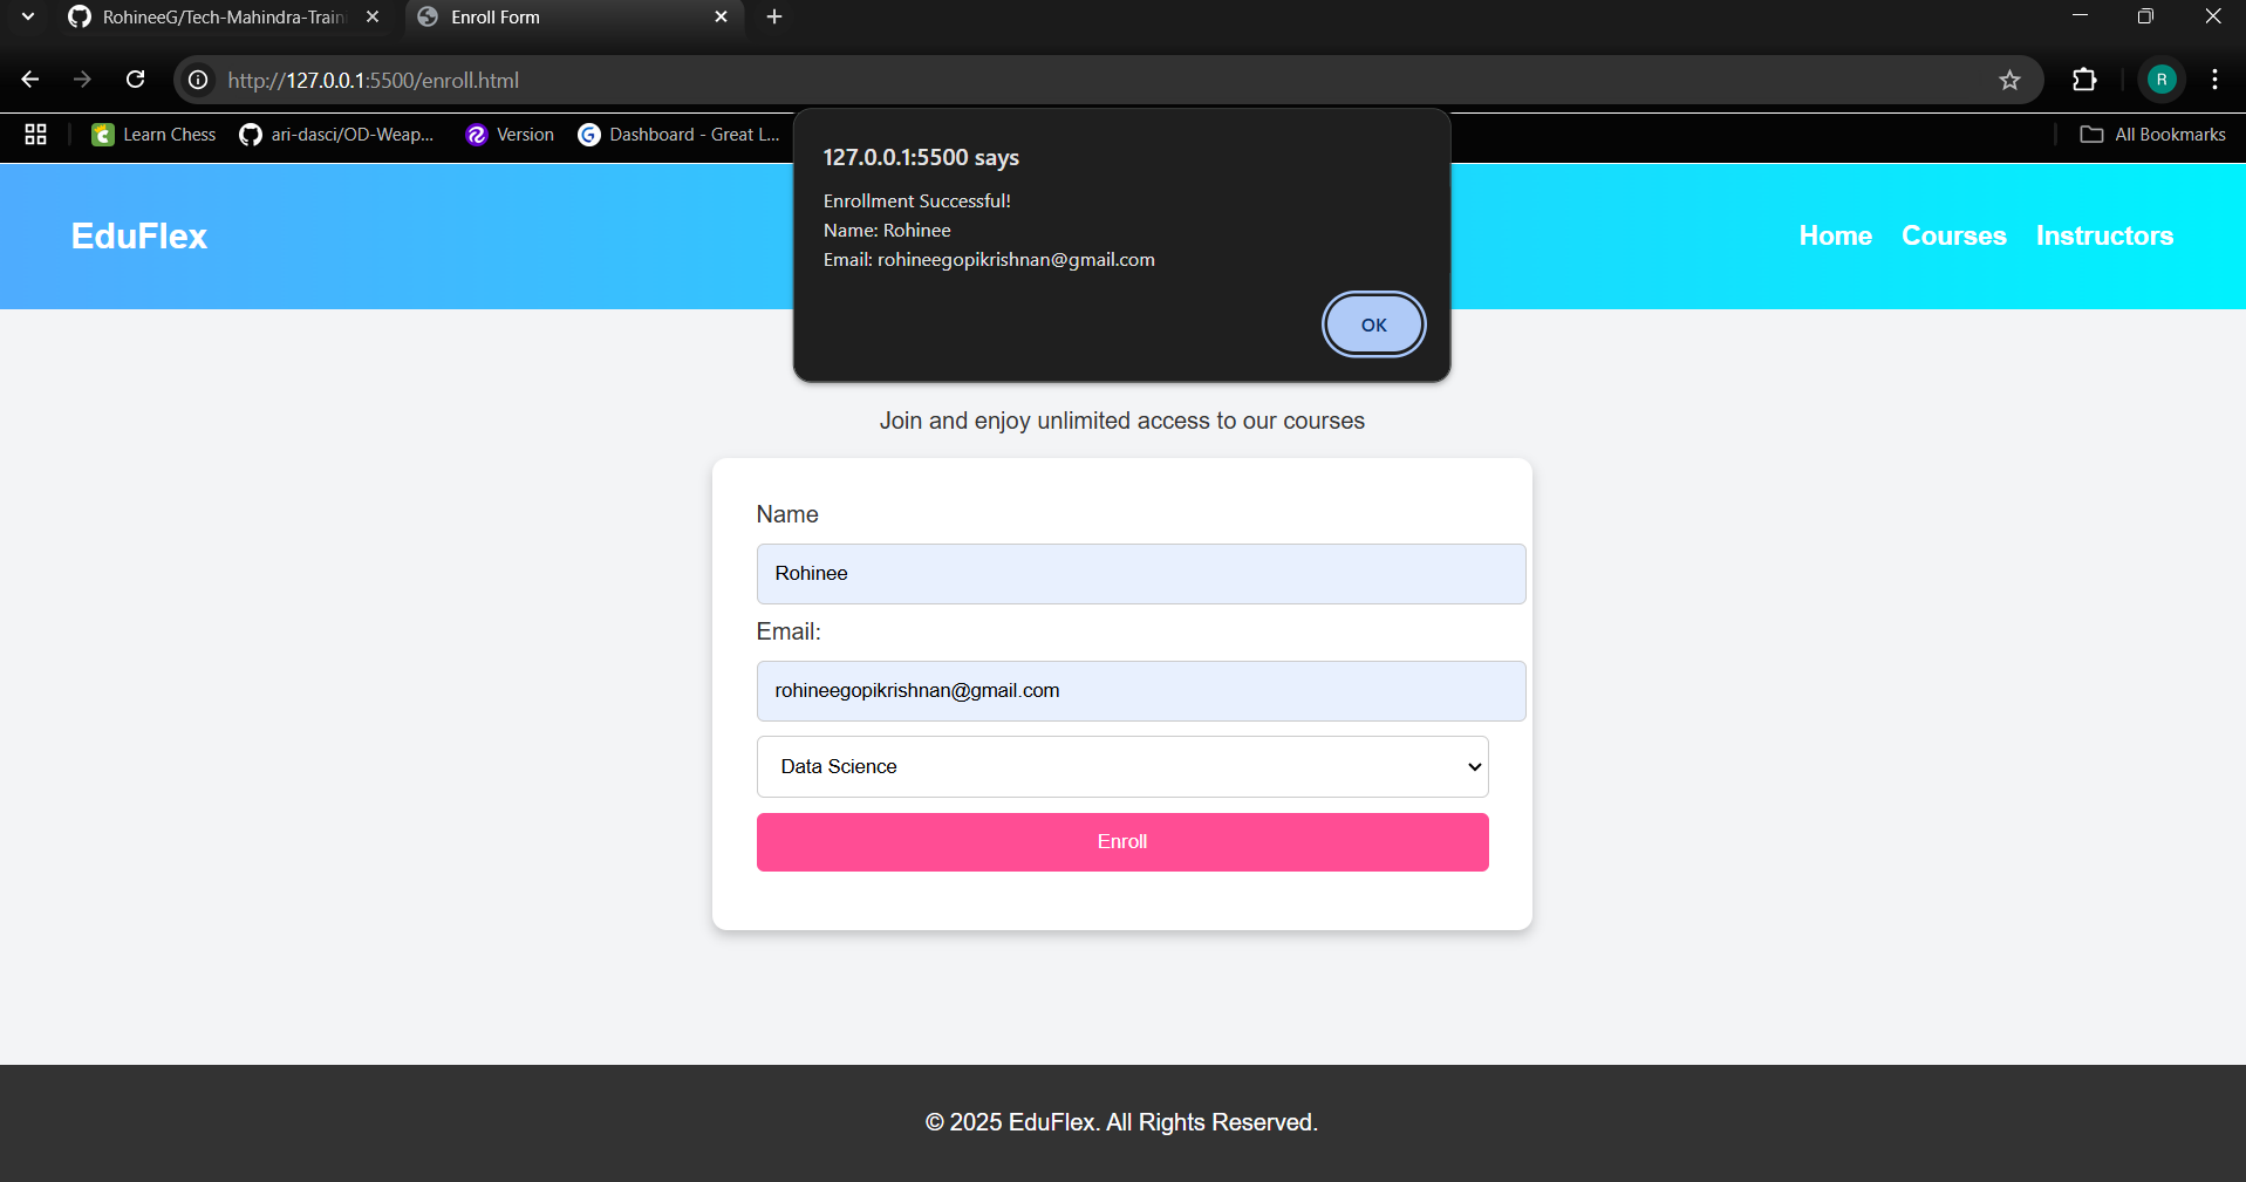 RohineeG/Tech-Mahindra-Traini
Enroll Form
http://127.0.0.1:5500/enroll.html
R
Learn Chess
ari-dasci/OD-Weap...
Version
G
Dashboard - Great L...
All Bookmarks
127.0.0.1:5500 says
Enrollment Successful!
Name: Rohinee
Email: rohineegopikrishnan@gmail.com
OK
EduFlex
Home Courses Instructors
Join and enjoy unlimited access to our courses
Name
Rohinee
Email:
rohineegopikrishnan@gmail.com
Data Science
Enroll
© 2025 EduFlex. All Rights Reserved.